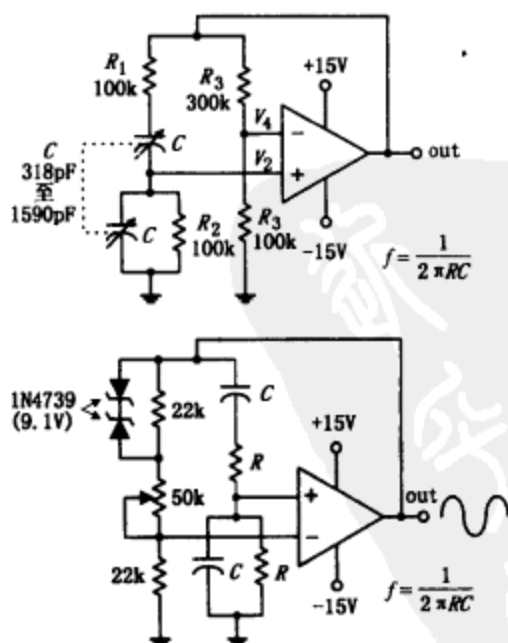 R1
100k
R3
300k
+15V
C
C
318pF
至
1590pF
V4
−
V2
+
out
C
R2
100k
R3
100k
−15V
f = 1/(2πRC)
1N4739
(9.1V)
22k
C
+15V
R
50k
+
−
out
22k
C
R
−15V
f = 1/(2πRC)